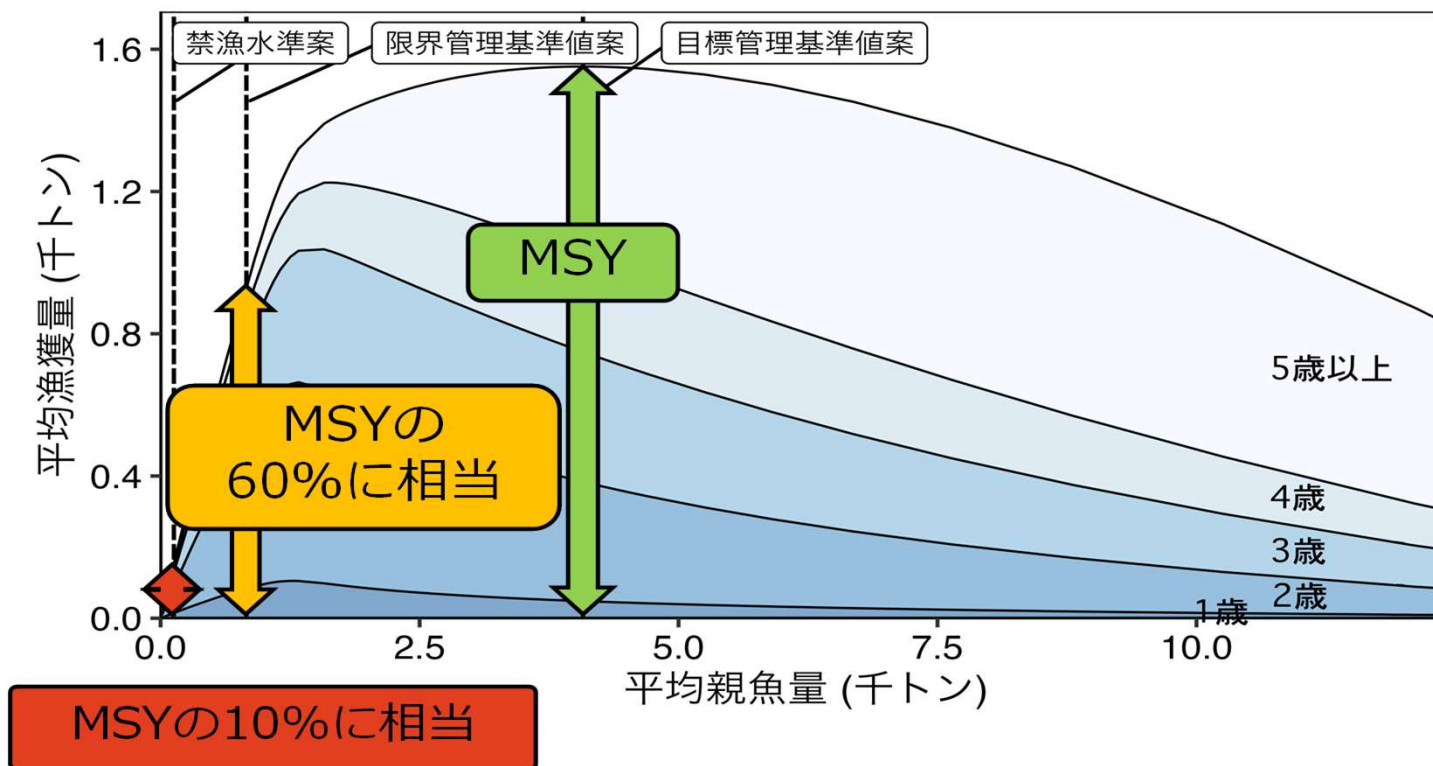 禁漁水準案
限界管理基準値案
目標管理基準値案
1.6
1.2
0.8
0.4
0.0
平均漁獲量 (千トン)
MSY
MSYの
60%に相当
5歳以上
4歳
3歳
2歳
1歳
0.0
2.5
5.0
7.5
10.0
平均親魚量 (千トン)
MSYの10%に相当